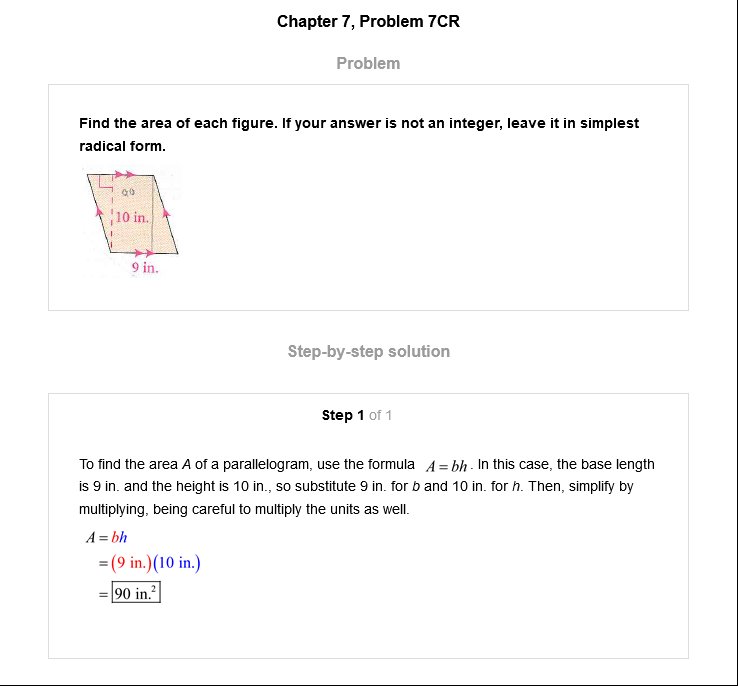 Chapter 7, Problem 7CR
Problem
Find the area of each figure. If your answer is not an integer, leave it in simplest
radical form.
10 in.
9 in.
Step-by-step solution
Step 1 of 1
To find the area A of a parallelogram, use the formula A = bh. In this case, the base length
is 9 in. and the height is 10 in., so substitute 9 in. for b and 10 in. for h. Then, simplify by
multiplying, being careful to multiply the units as well.
A = bh
= (9 in.)(10 in.)
= 90 in.²